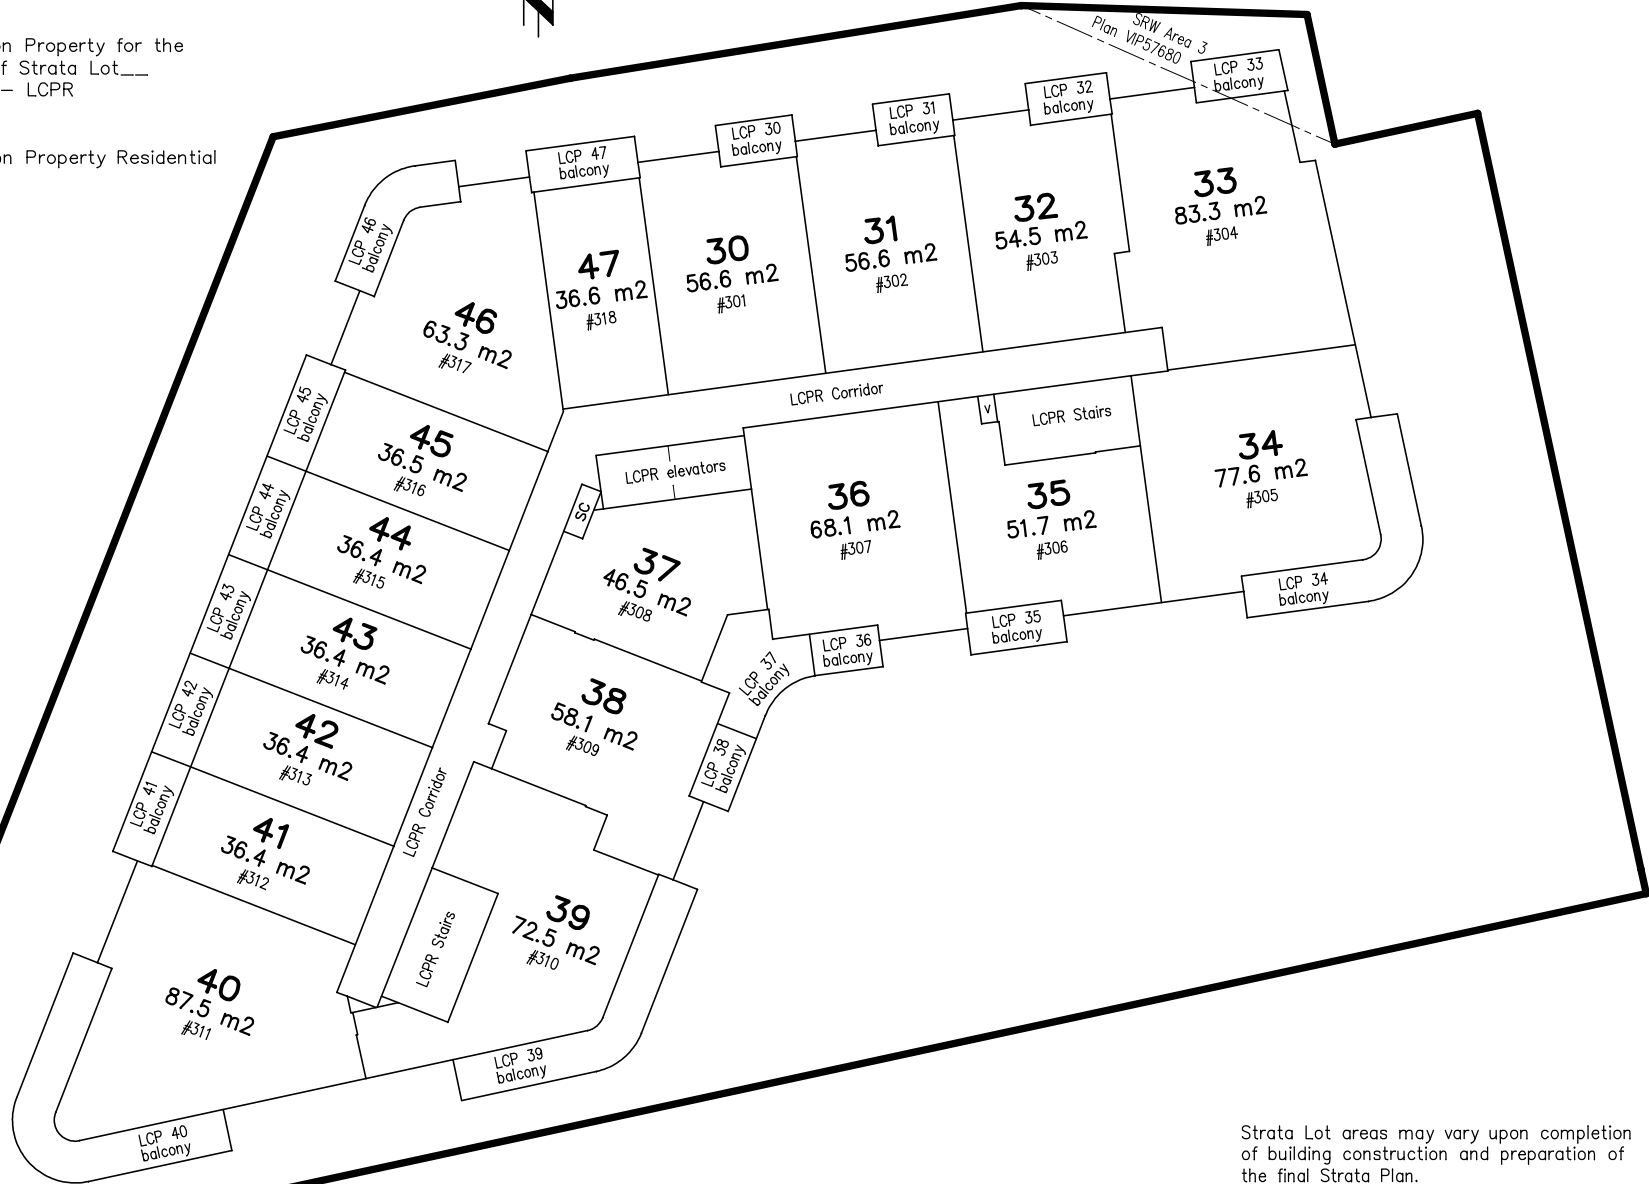 on Property for the
f Strata Lot__
– LCPR
on Property Residential
SRW Area 3
Plan VIP57680
LCP 33
balcony
LCP 32
balcony
LCP 31
balcony
LCP 30
balcony
LCP 47
balcony
LCP 46
balcony
33
83.3 m2
#304
32
54.5 m2
#303
31
56.6 m2
#302
30
56.6 m2
#301
47
36.6 m2
#318
46
63.3 m2
#317
LCPR Corridor
V
LCPR Stairs
LCP 45
balcony
45
36.5 m2
#316
LCPR elevators
SC
36
68.1 m2
#307
35
51.7 m2
#306
34
77.6 m2
#305
LCP 44
balcony
44
36.4 m2
#315
37
46.5 m2
#308
LCP 34
balcony
LCP 35
balcony
LCP 36
balcony
LCP 37
balcony
LCP 43
balcony
43
36.4 m2
#314
38
58.1 m2
#309
LCP 38
balcony
LCP 42
balcony
42
36.4 m2
#313
LCPR Corridor
LCP 41
balcony
41
36.4 m2
#312
39
72.5 m2
#310
LCPR Stairs
40
87.5 m2
#311
LCP 39
balcony
LCP 40
balcony
Strata Lot areas may vary upon completion
of building construction and preparation of
the final Strata Plan.